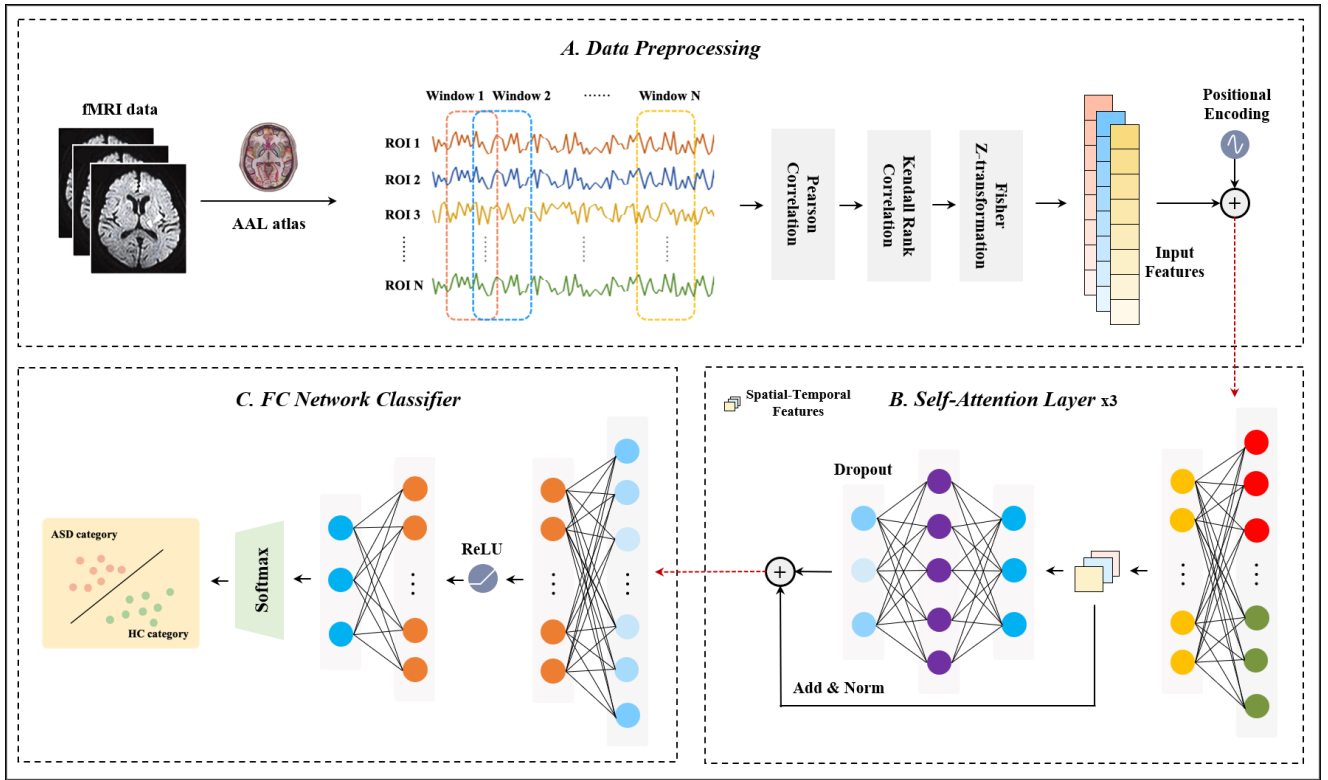 A. Data Preprocessing
fMRI data
AAL atlas
Window 1
Window 2
······
Window N
ROI 1
ROI 2
ROI 3
······
ROI N
Pearson
Correlation
Kendall Rank
Correlation
Fisher
Z-transformation
Input
Features
Positional
Encoding
B. Self-Attention Layer x3
Spatial-Temporal
Features
Dropout
Add & Norm
C. FC Network Classifier
ReLU
Softmax
ASD category
HC category